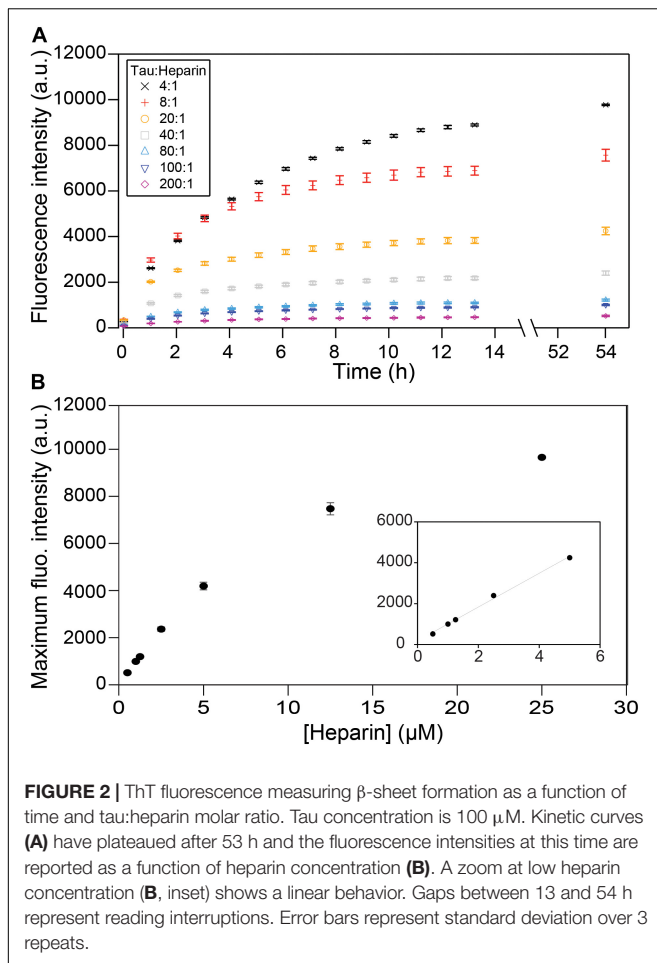 A
Fluorescence intensity (a.u.)
12000
10000
8000
6000
4000
2000
0
Tau:Heparin
4:1
8:1
20:1
40:1
80:1
100:1
200:1
0 2 4 6 8 10 12 14 52 54
Time (h)
B
Maximum fluo. intensity (a.u.)
12000
10000
8000
6000
4000
2000
0
6000
4000
2000
0
0 2 4 6
0 5 10 15 20 25 30
[Heparin] (µM)
FIGURE 2 | ThT fluorescence measuring β-sheet formation as a function of
time and tau:heparin molar ratio. Tau concentration is 100 µM. Kinetic curves
(A) have plateaued after 53 h and the fluorescence intensities at this time are
reported as a function of heparin concentration (B). A zoom at low heparin
concentration (B, inset) shows a linear behavior. Gaps between 13 and 54 h
represent reading interruptions. Error bars represent standard deviation over 3
repeats.